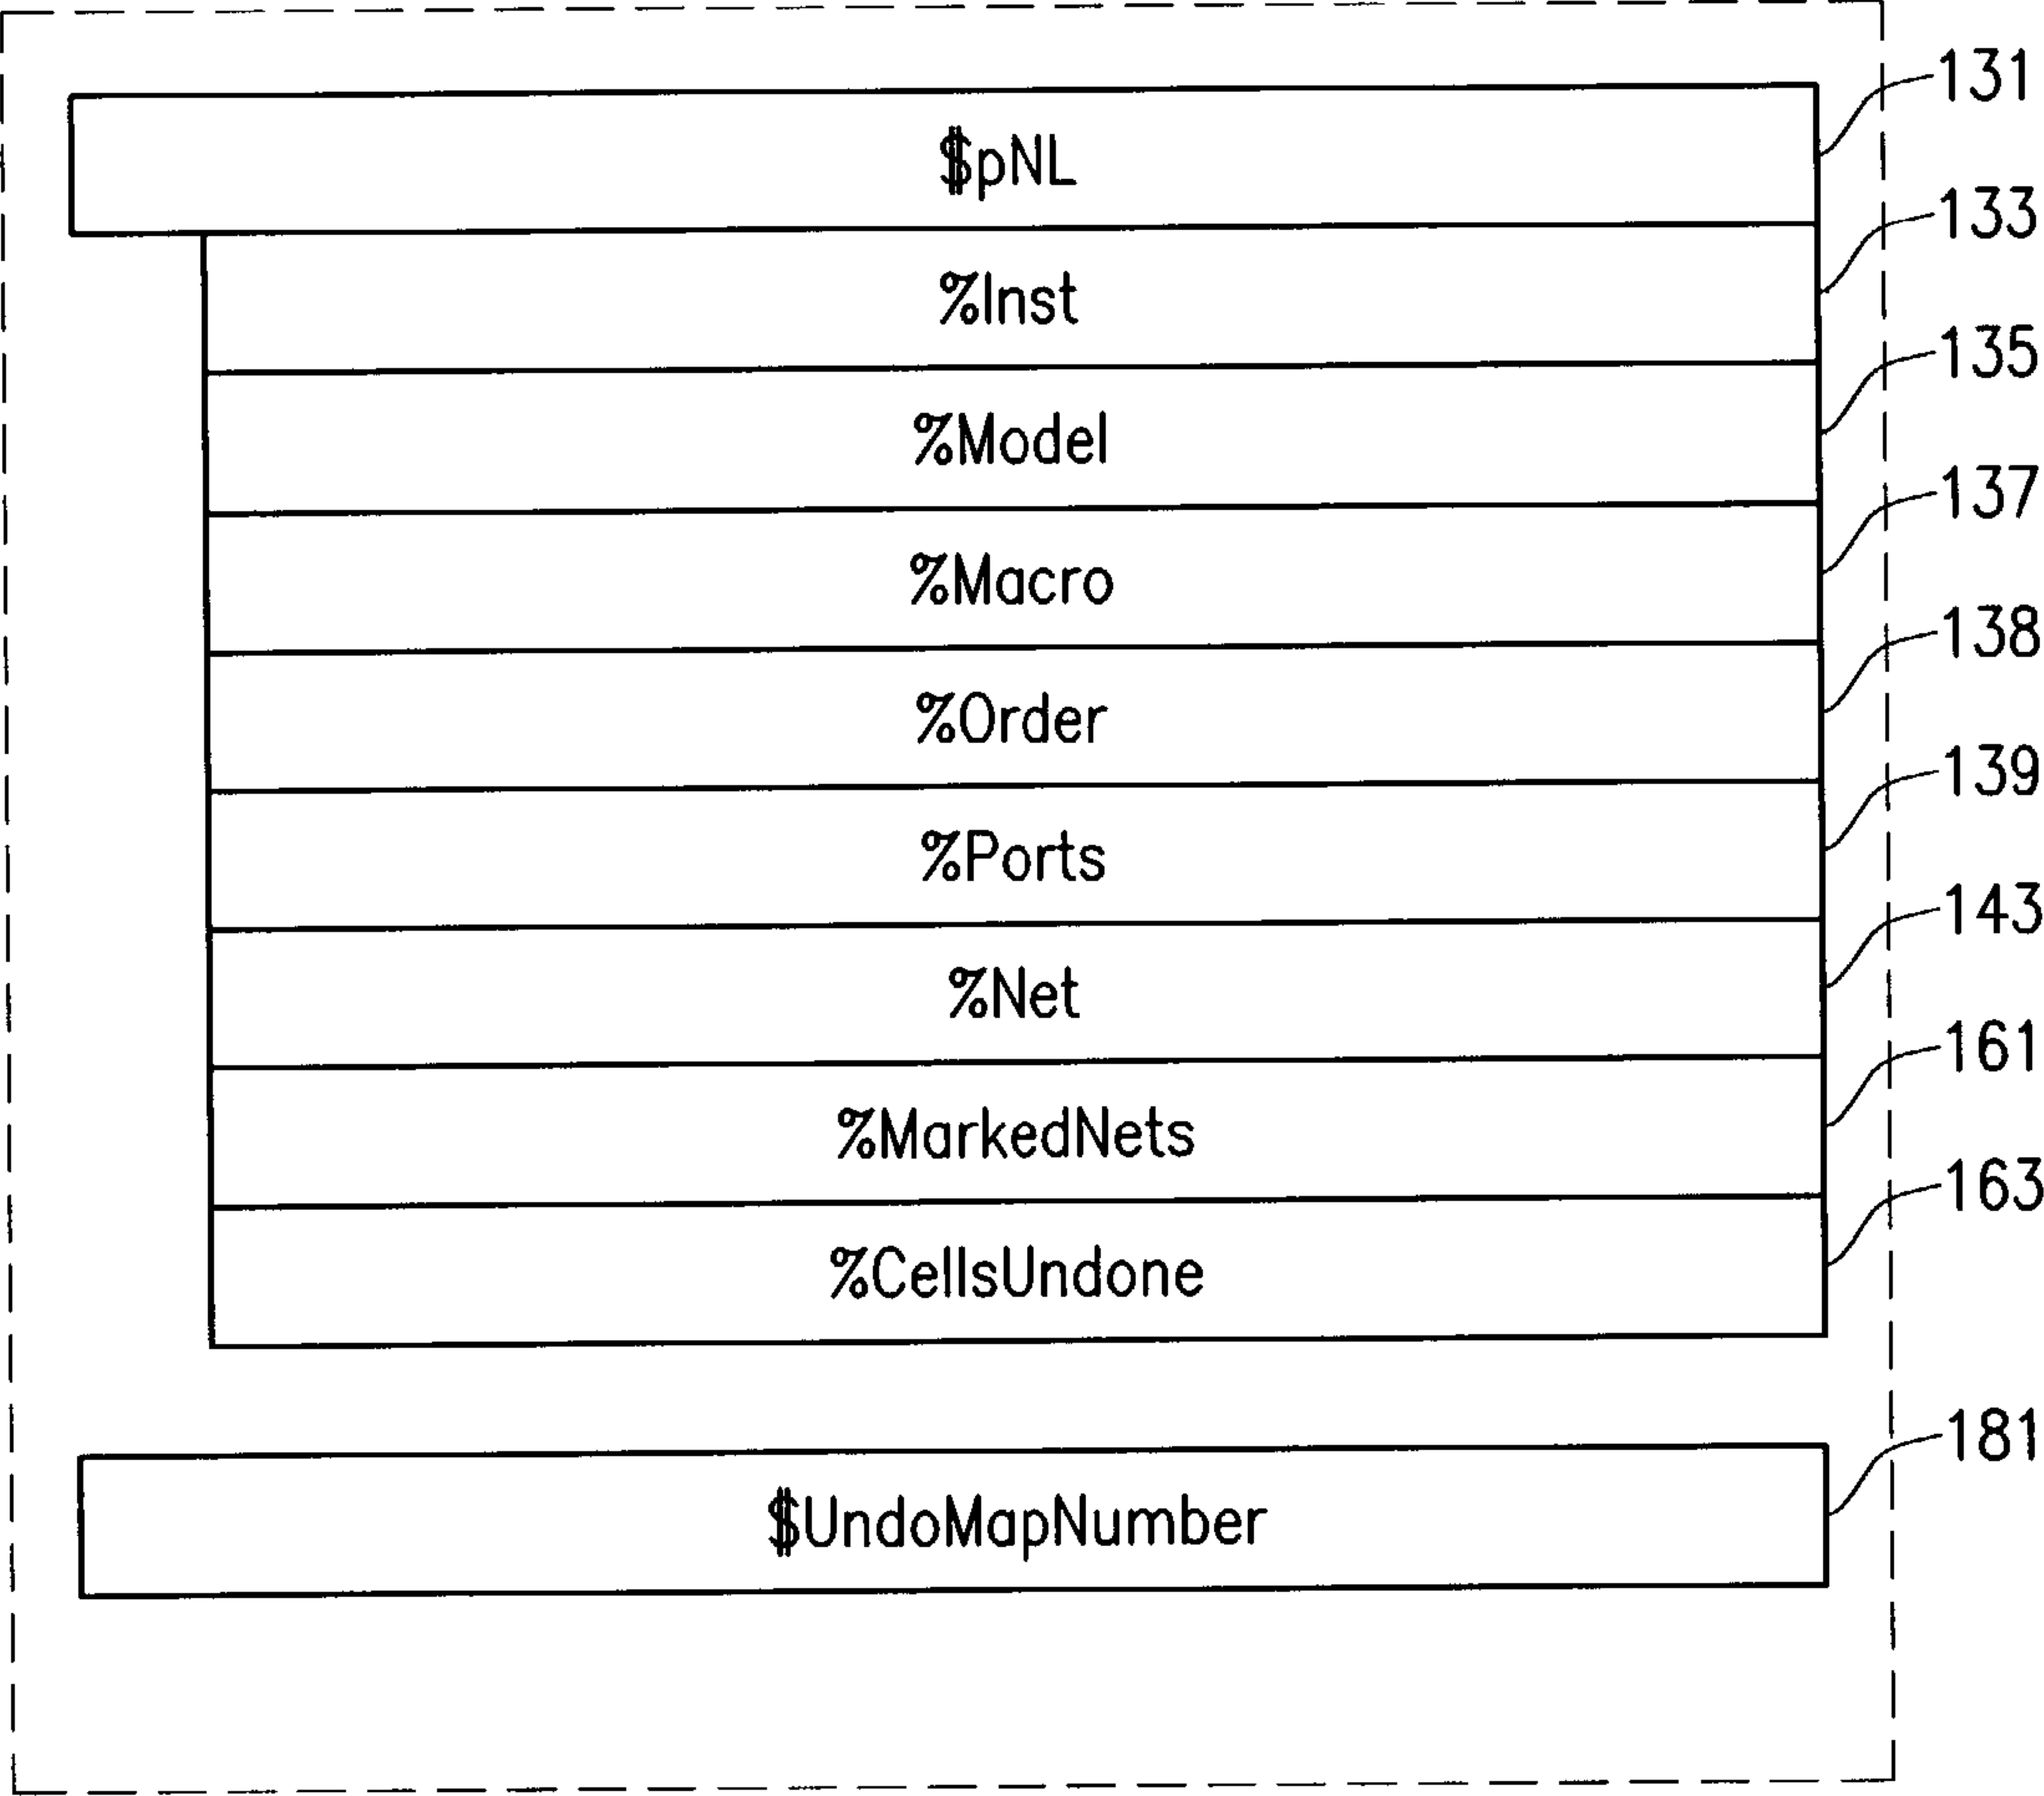 131
$pNL
133
%Inst
135
%Model
137
%Macro
138
%Order
139
%Ports
143
%Net
161
%MarkedNets
163
%CellsUndone
181
$UndoMapNumber